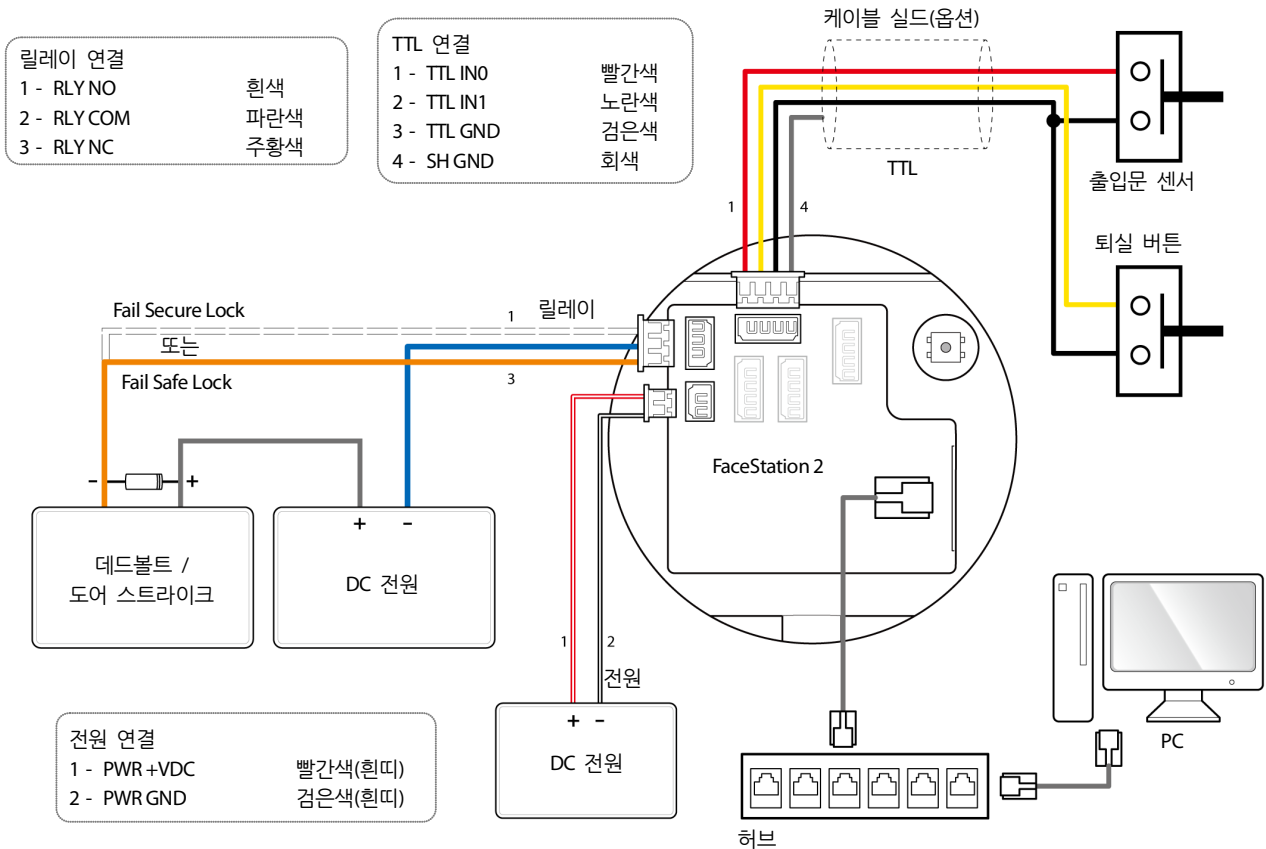 케이블 실드(옵션)
릴레이 연결
1 - RLY NO 흰색
2 - RLY COM 파란색
3 - RLY NC 주황색
TTL 연결
1 - TTL IN0 빨간색
2 - TTL IN1 노란색
3 - TTL GND 검은색
4 - SH GND 회색
TTL
출입문 센서
1
4
퇴실 버튼
Fail Secure Lock
1
릴레이
또는
Fail Safe Lock
3
FaceStation 2
- +
+ -
데드볼트 /
도어 스트라이크
DC 전원
1
2
전원
+ -
DC 전원
전원 연결
1 - PWR +VDC 빨간색(흰띠)
2 - PWR GND 검은색(흰띠)
PC
허브